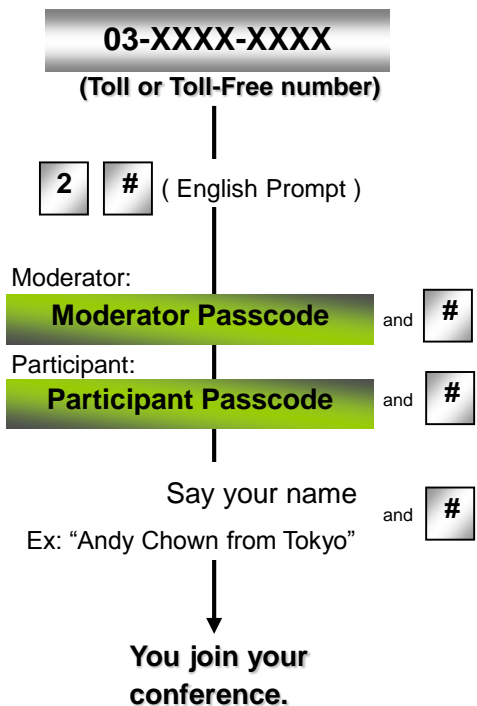 03-XXXX-XXXX
(Toll or Toll-Free number)
2 # ( English Prompt )
Moderator:
Moderator Passcode and #
Participant:
Participant Passcode and #
Say your name and #
Ex: “Andy Chown from Tokyo”
You join your
conference.